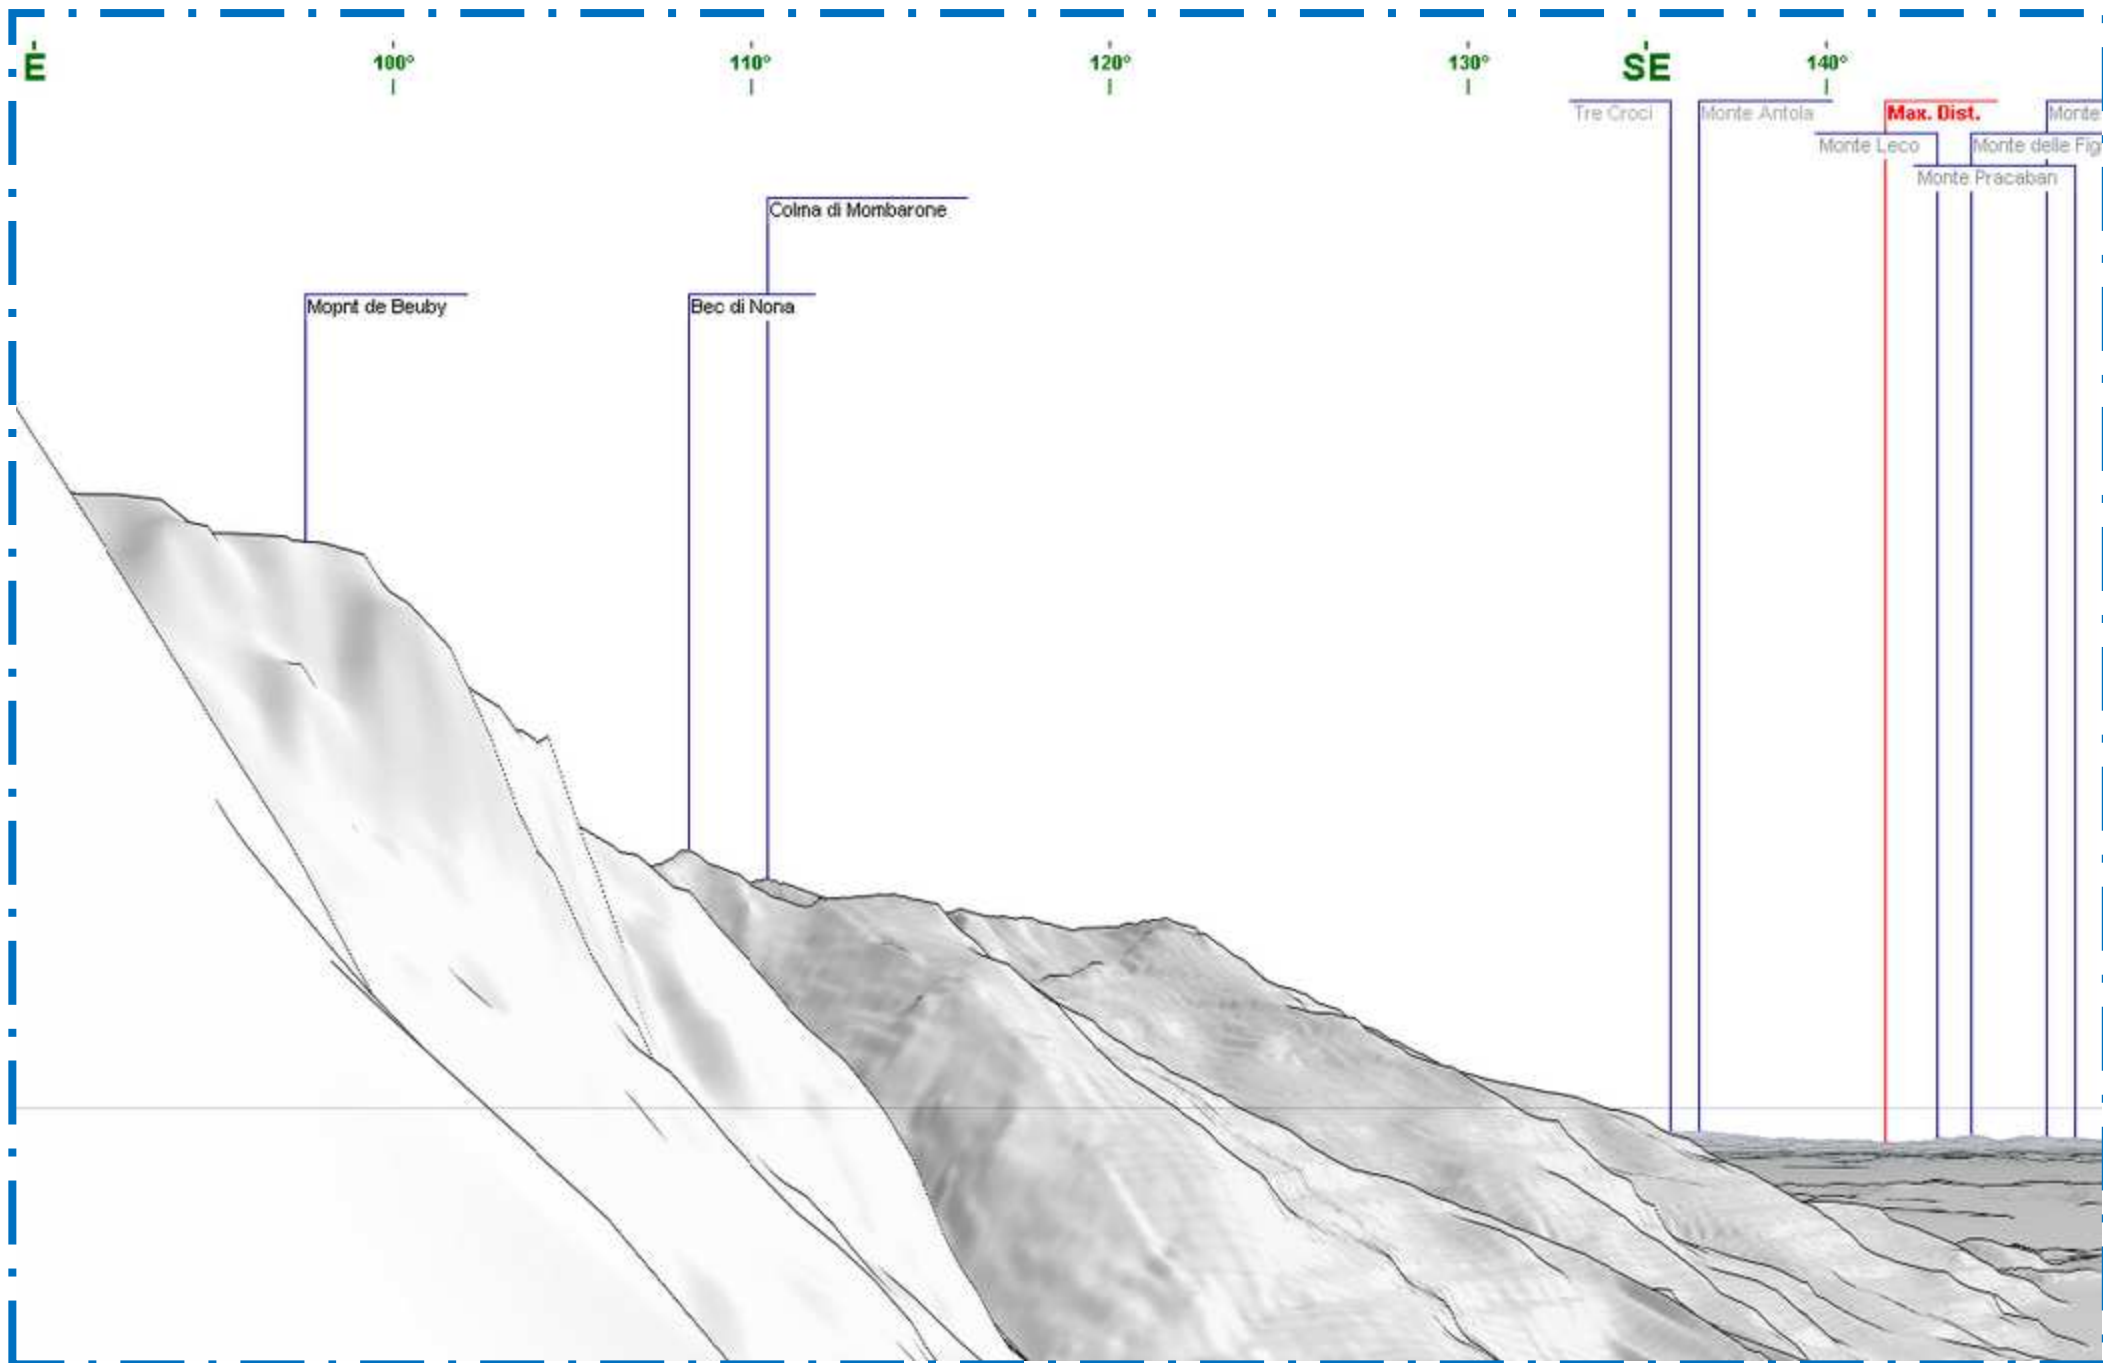 E 100° 110° 120° 130° SE 140°
Tre Croci Monte Antola Max. Dist. Monte
Monte Leco Monte delle Fig
Monte Pracaban
Colma di Mombarone
Mopnt de Beuby Bec di Nona